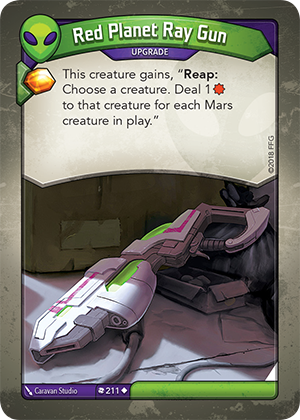 Red Planet Ray Gun
UPGRADE
This creature gains, “Reap:
Choose a creature. Deal 1
to that creature for each Mars
creature in play.”
©2018 FFG
Caravan Studio
211